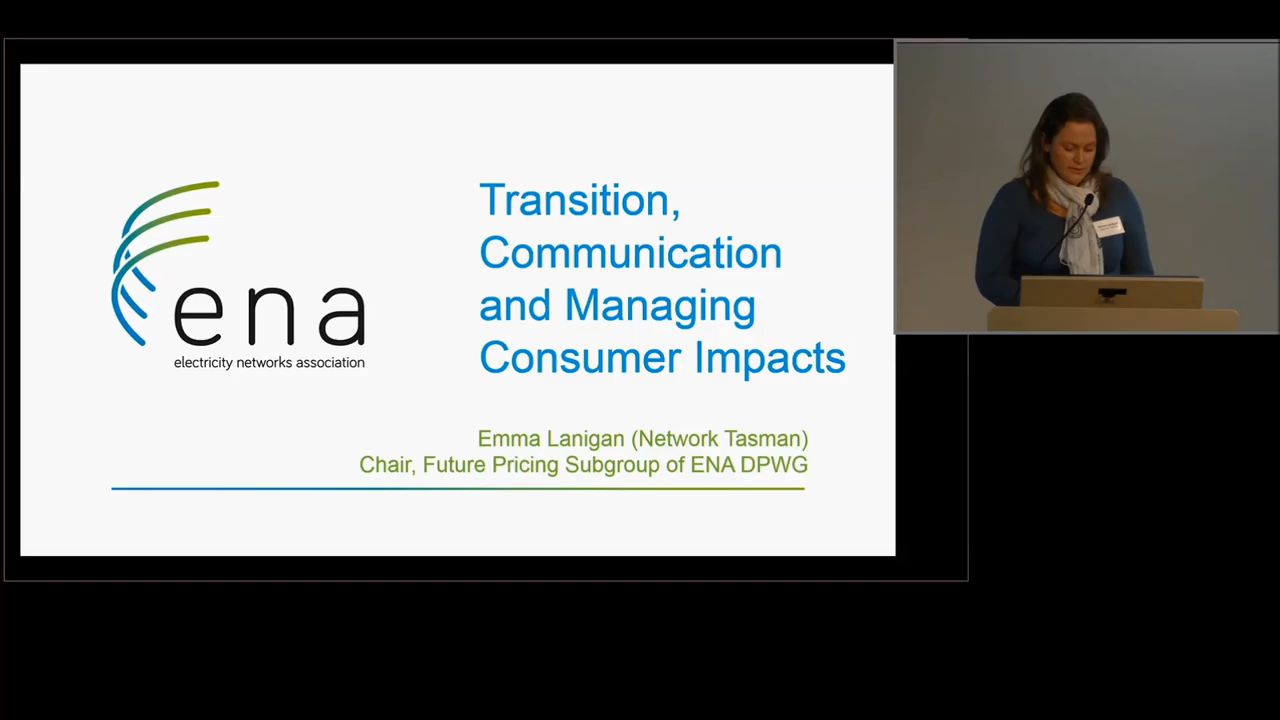 ena
electricity networks association
Transition,
Communication
and Managing
Consumer Impacts
Emma Lanigan (Network Tasman)
Chair, Future Pricing Subgroup of ENA DPWG